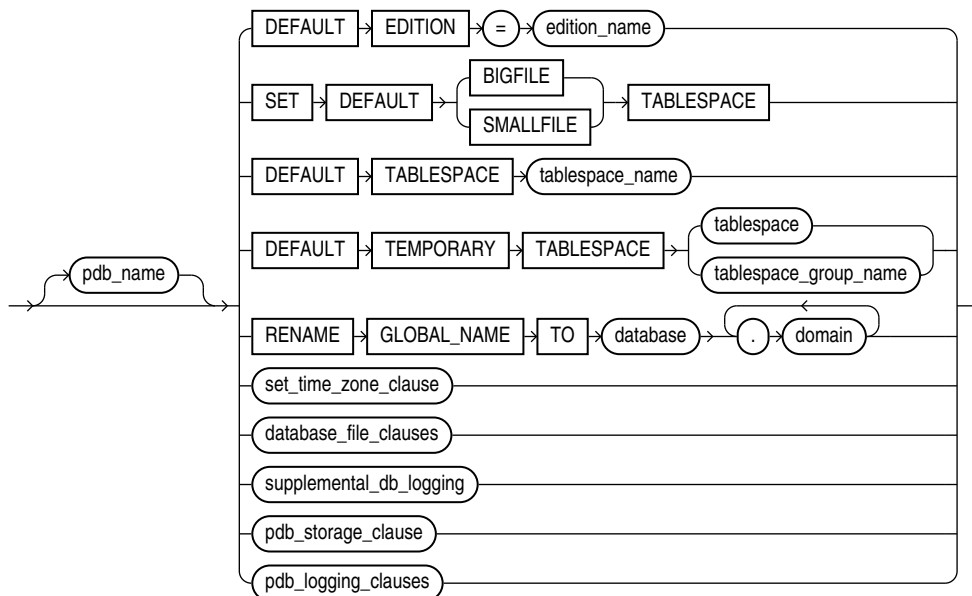 DEFAULT EDITION = edition_name
BIGFILE
SET DEFAULT TABLESPACE
SMALLFILE
DEFAULT TABLESPACE tablespace_name
tablespace
DEFAULT TEMPORARY TABLESPACE
tablespace_group_name
pdb_name
RENAME GLOBAL_NAME TO database . domain
set_time_zone_clause
database_file_clauses
supplemental_db_logging
pdb_storage_clause
pdb_logging_clauses